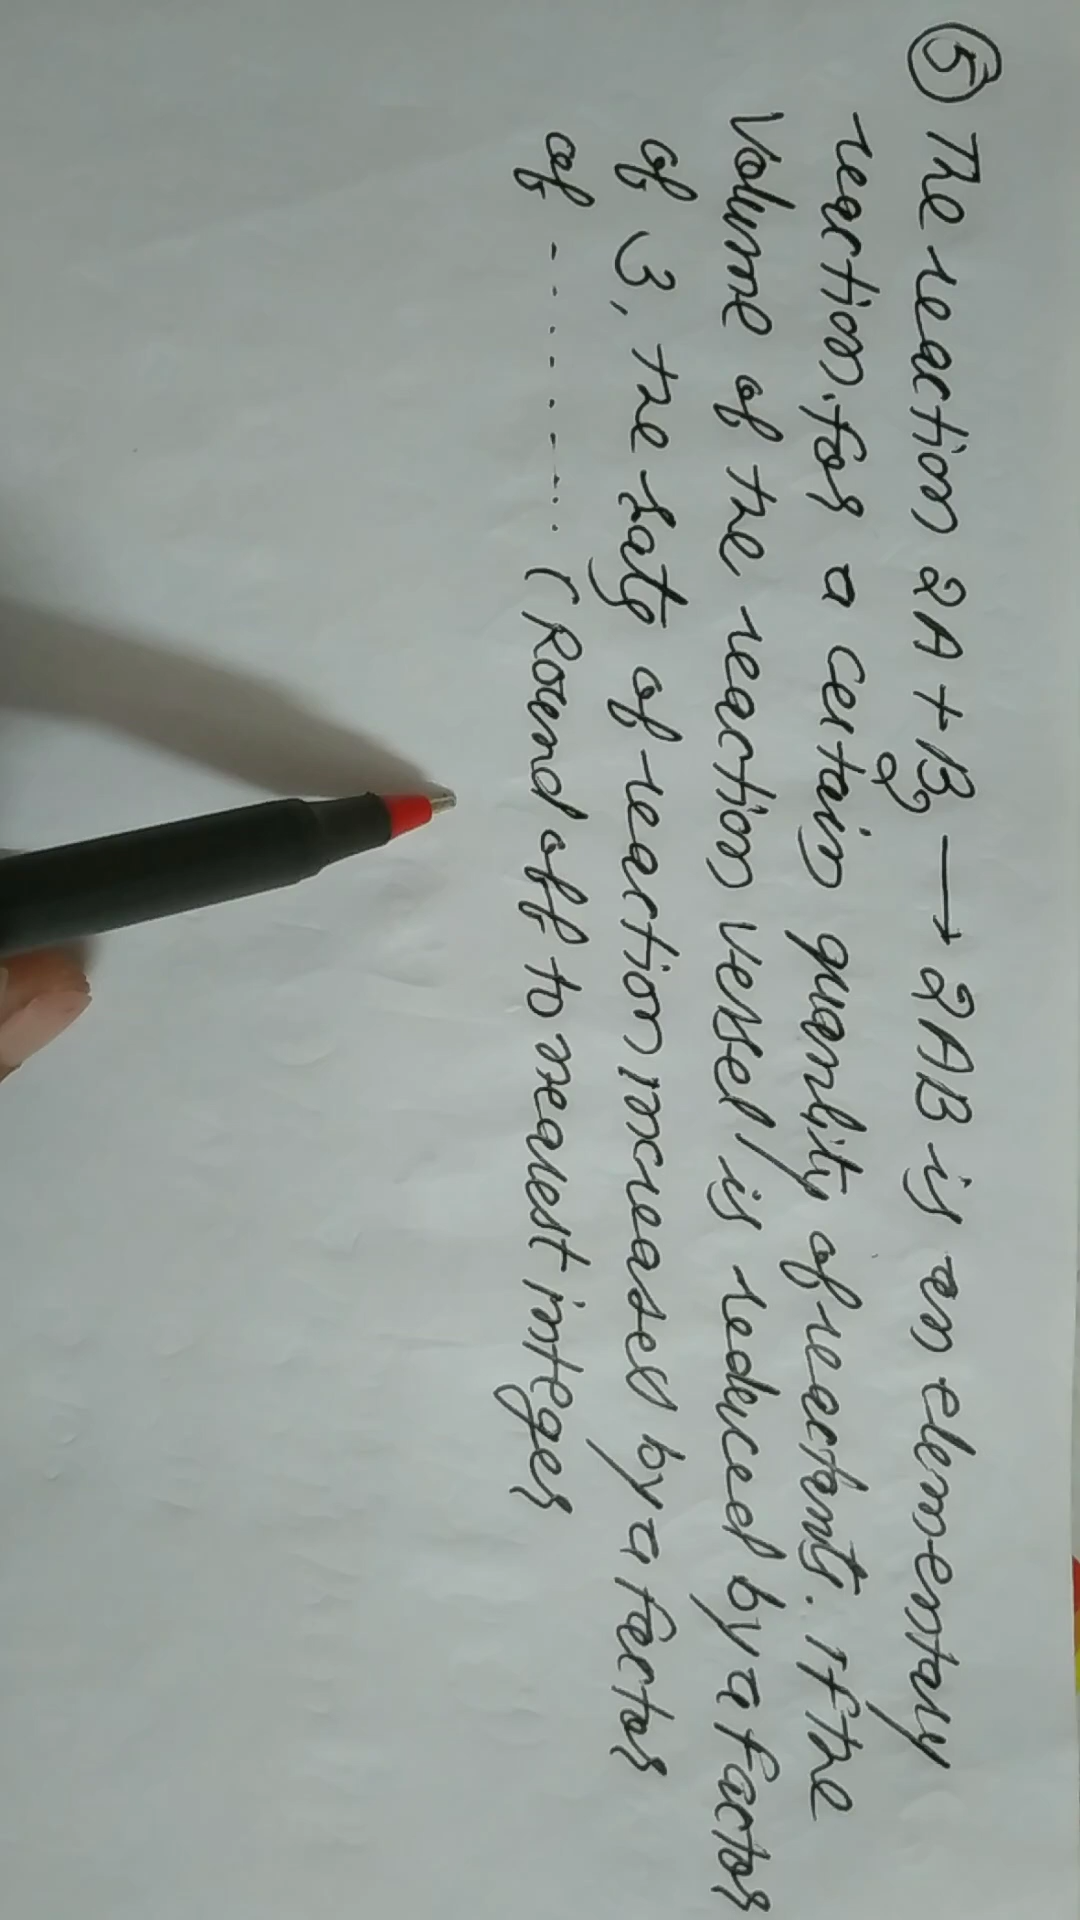 ⑤ The reaction 2A + B₂ → 2AB is an elementary
reaction. for a certain quantity of reactants. If the
Volume of the reaction vessel is reduced by a factor
of 3, the rate of reaction increases by a factor
of ........ (Round off to nearest integer